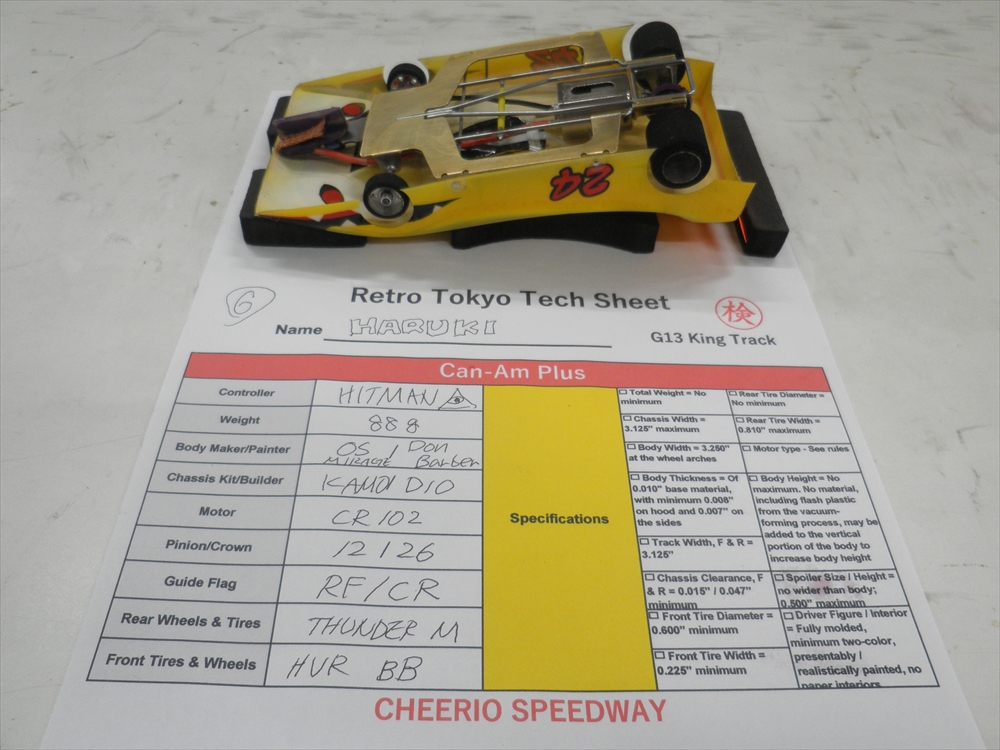 24
6
Retro Tokyo Tech Sheet
検
Name HARUKI
G13 King Track
Can-Am Plus
Controller HITMAN
Weight 88g
Body Maker/Painter OS MIRAGE / Don Barber
Chassis Kit/Builder
Motor CR102
Pinion/Crown 12 / 26
Guide Flag RF/CR
Rear Wheels & Tires THUNDER M
Front Tires & Wheels HVR BB
Specifications
☐ Total Weight = No
minimum
☐ Chassis Width =
3.125" maximum
☐ Body Width = 3.250"
at the wheel arches
☐ Body Thickness = Of
0.010" base material,
with minimum 0.008"
on hood and 0.007" on
the sides
☐ Track Width, F & R =
3.125"
☐ Chassis Clearance, F
& R = 0.015" / 0.047"
minimum
☐ Front Tire Diameter =
0.600" minimum
☐ Front Tire Width =
0.225" minimum
☐ Rear Tire Diameter =
No minimum
☐ Rear Tire Width =
0.810" maximum
☐ Motor type - See rules
☐ Body Height = No
maximum. No material,
including flash plastic
from the vacuum-
forming process, may be
added to the vertical
portion of the body to
increase body height
☐ Spoiler Size / Height =
no wider than body;
0.500" maximum
☐ Driver Figure / Interior
= Fully molded,
minimum two-color,
presentably /
realistically painted, no
paper interiors
CHEERIO SPEEDWAY